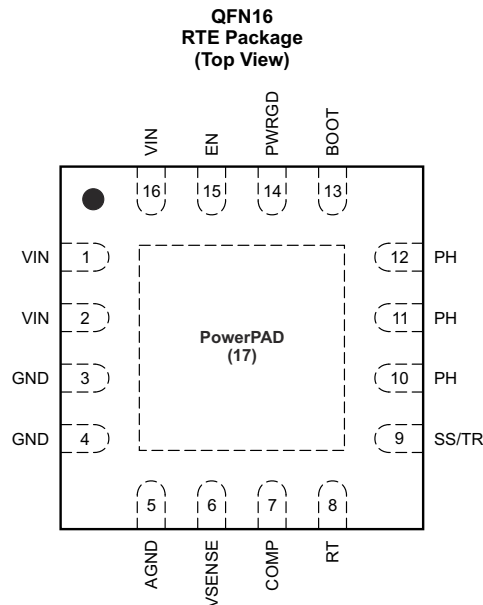 QFN16
RTE Package
(Top View)
VIN
EN
PWRGD
BOOT
16
15
14
13
VIN 1
12 PH
VIN 2
11 PH
PowerPAD
(17)
GND 3
10 PH
GND 4
9 SS/TR
5
6
7
8
AGND
VSENSE
COMP
RT